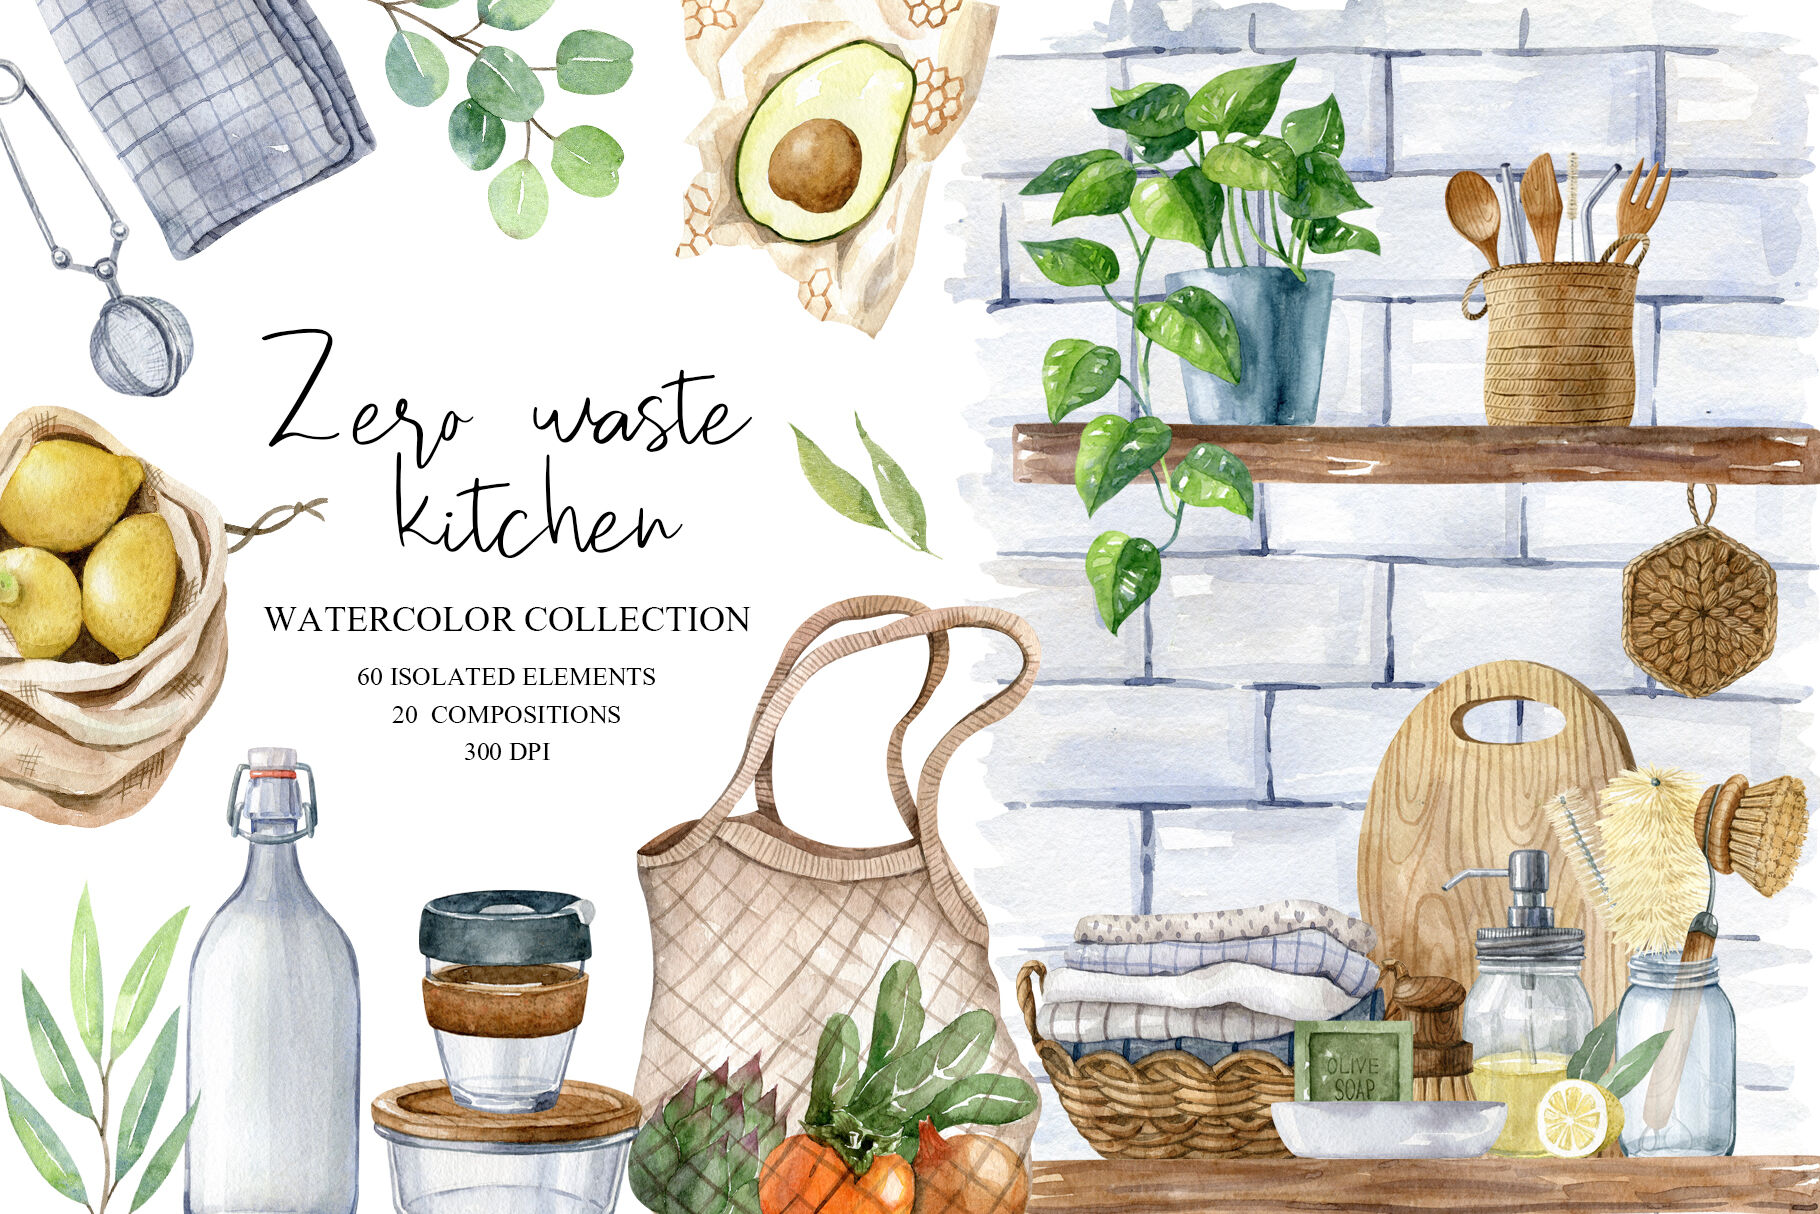 Zero waste
kitchen
WATERCOLOR COLLECTION
60 ISOLATED ELEMENTS
20 COMPOSITIONS
300 DPI
OLIVE
SOAP